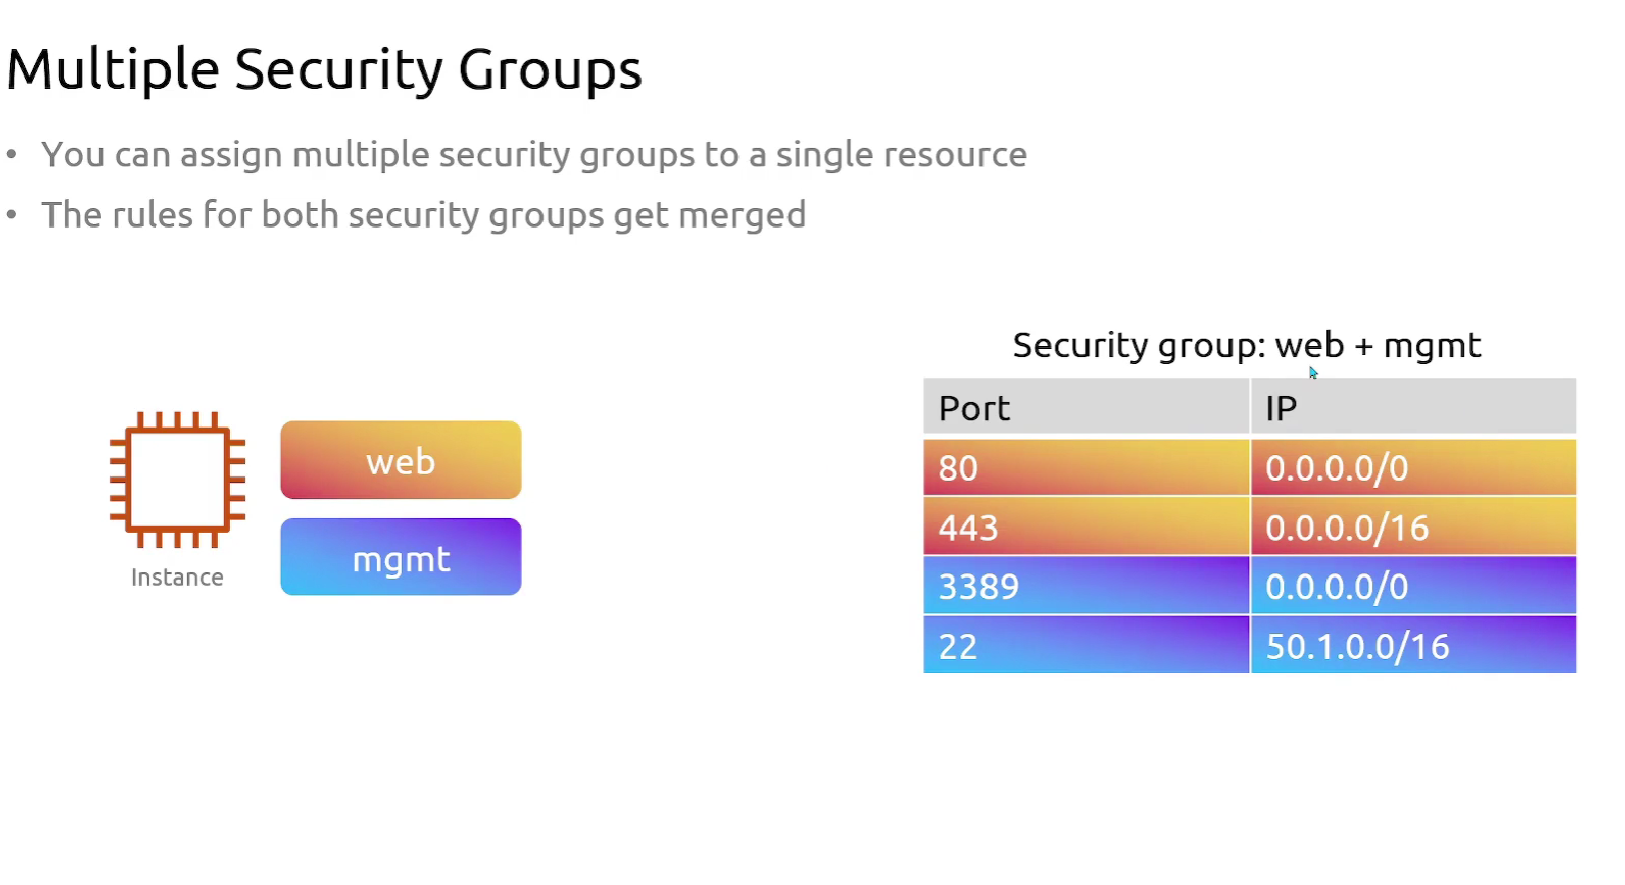 Multiple Security Groups
• You can assign multiple security groups to a single resource
• The rules for both security groups get merged
Instance
web
mgmt
Security group: web + mgmt
Port IP
80 0.0.0.0/0
443 0.0.0.0/16
3389 0.0.0.0/0
22 50.1.0.0/16